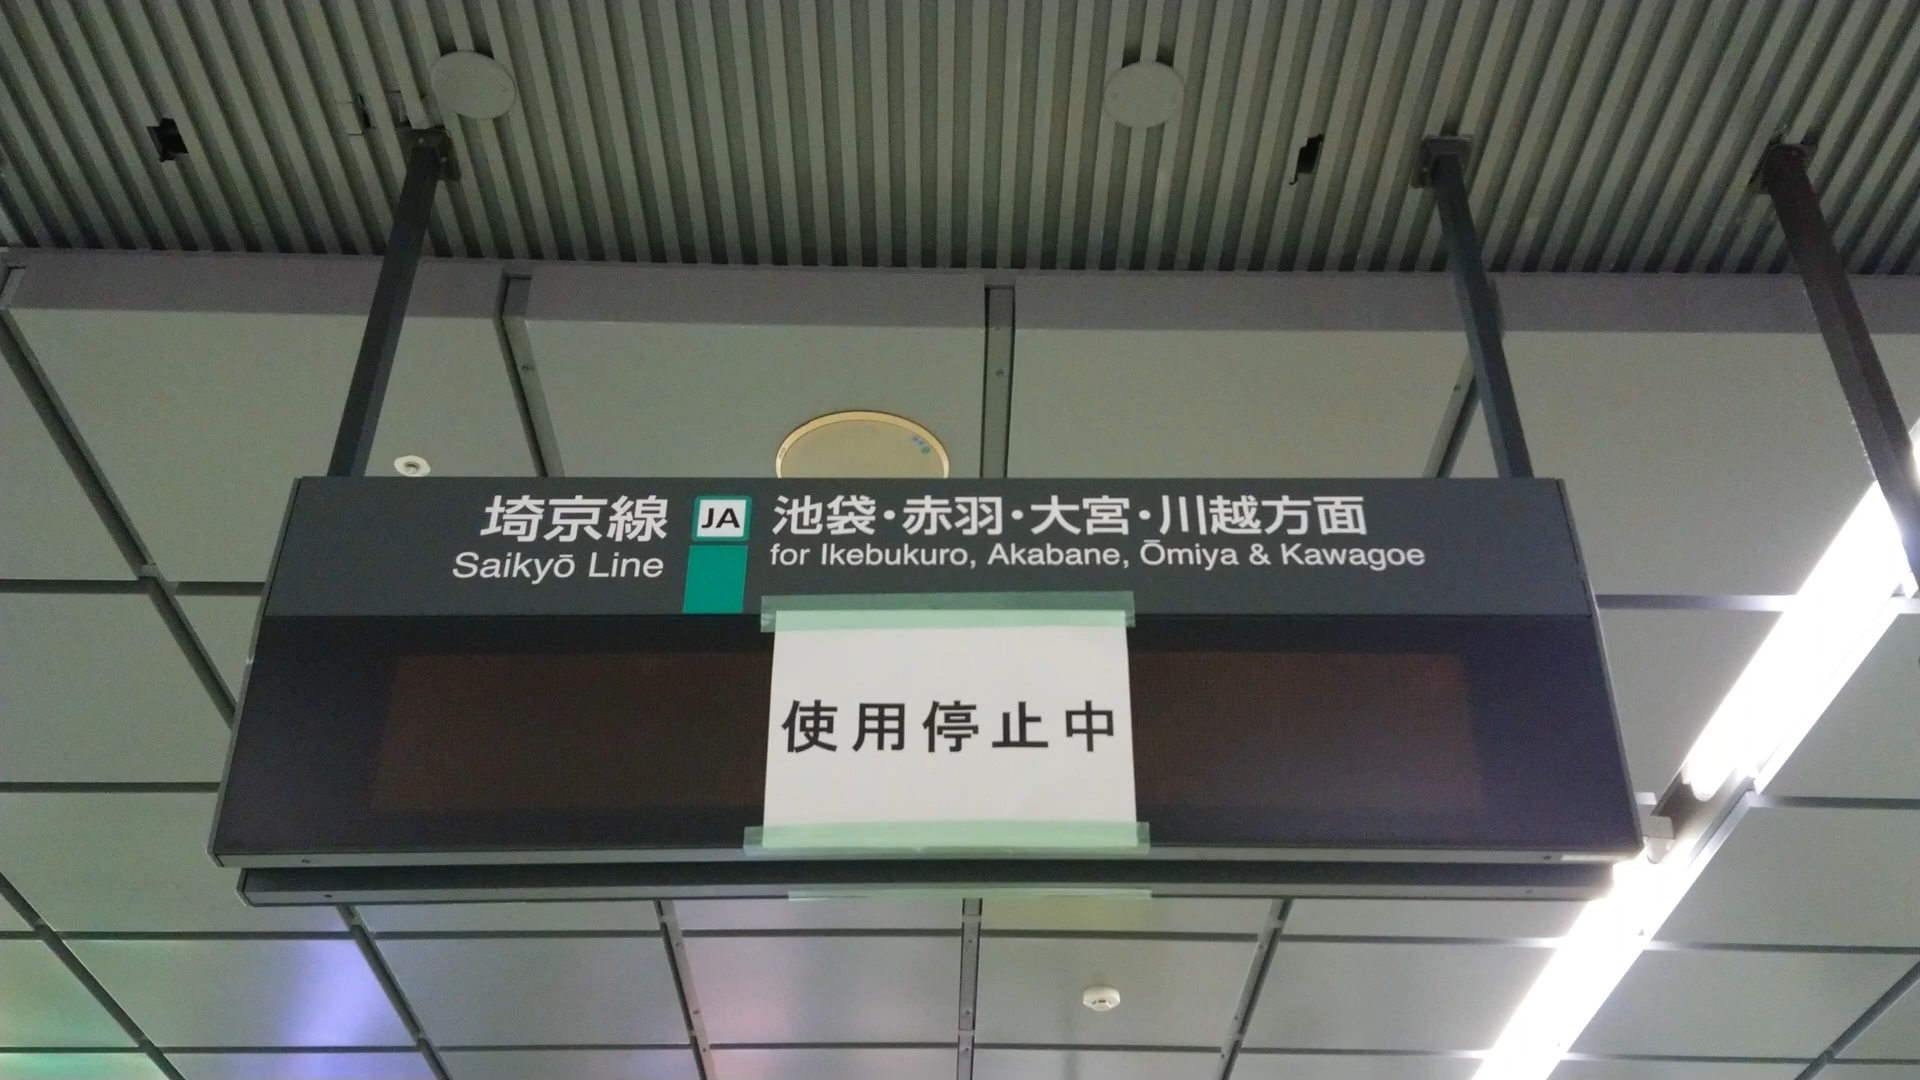 埼京線
Saikyō Line
JA
池袋・赤羽・大宮・川越方面
for Ikebukuro, Akabane, Ōmiya & Kawagoe
使用停止中